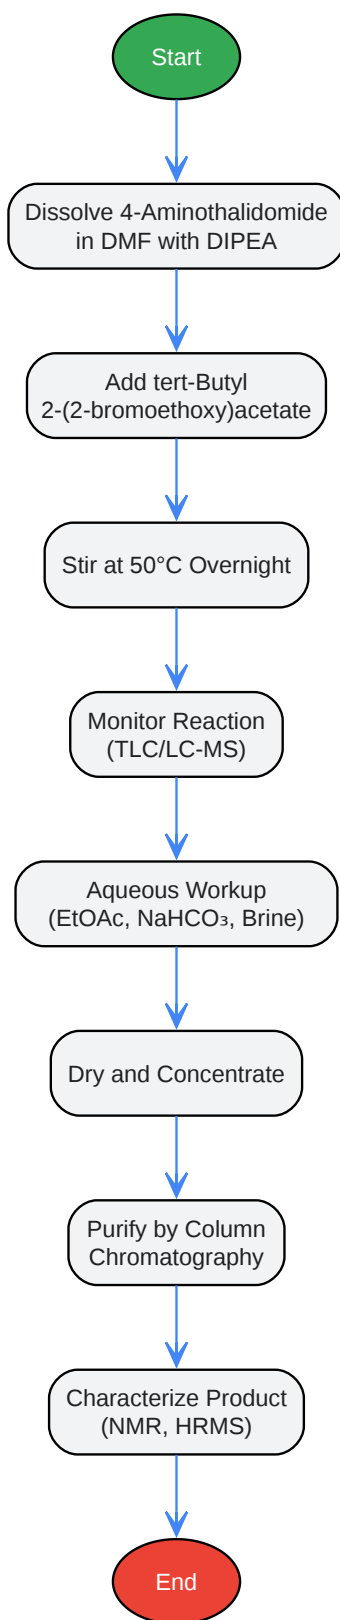 Start
Dissolve 4-Aminothalidomide
in DMF with DIPEA
Add tert-Butyl
2-(2-bromoethoxy)acetate
Stir at 50°C Overnight
Monitor Reaction
(TLC/LC-MS)
Aqueous Workup
(EtOAc, NaHCO₃, Brine)
Dry and Concentrate
Purify by Column
Chromatography
Characterize Product
(NMR, HRMS)
End